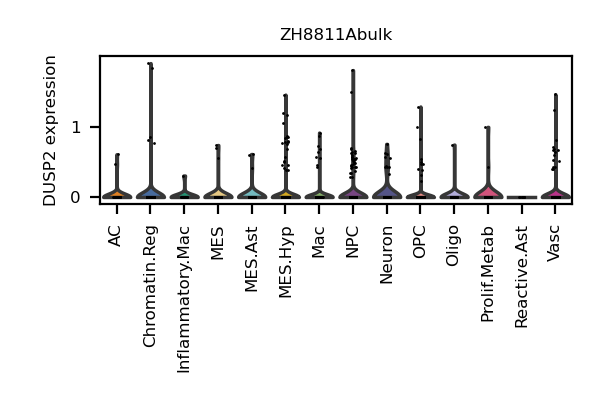 ZH8811Abulk
DUSP2 expression
1
0
AC
Chromatin.Reg
Inflammatory.Mac
MES
MES.Ast
MES.Hyp
Mac
NPC
Neuron
OPC
Oligo
Prolif.Metab
Reactive.Ast
Vasc